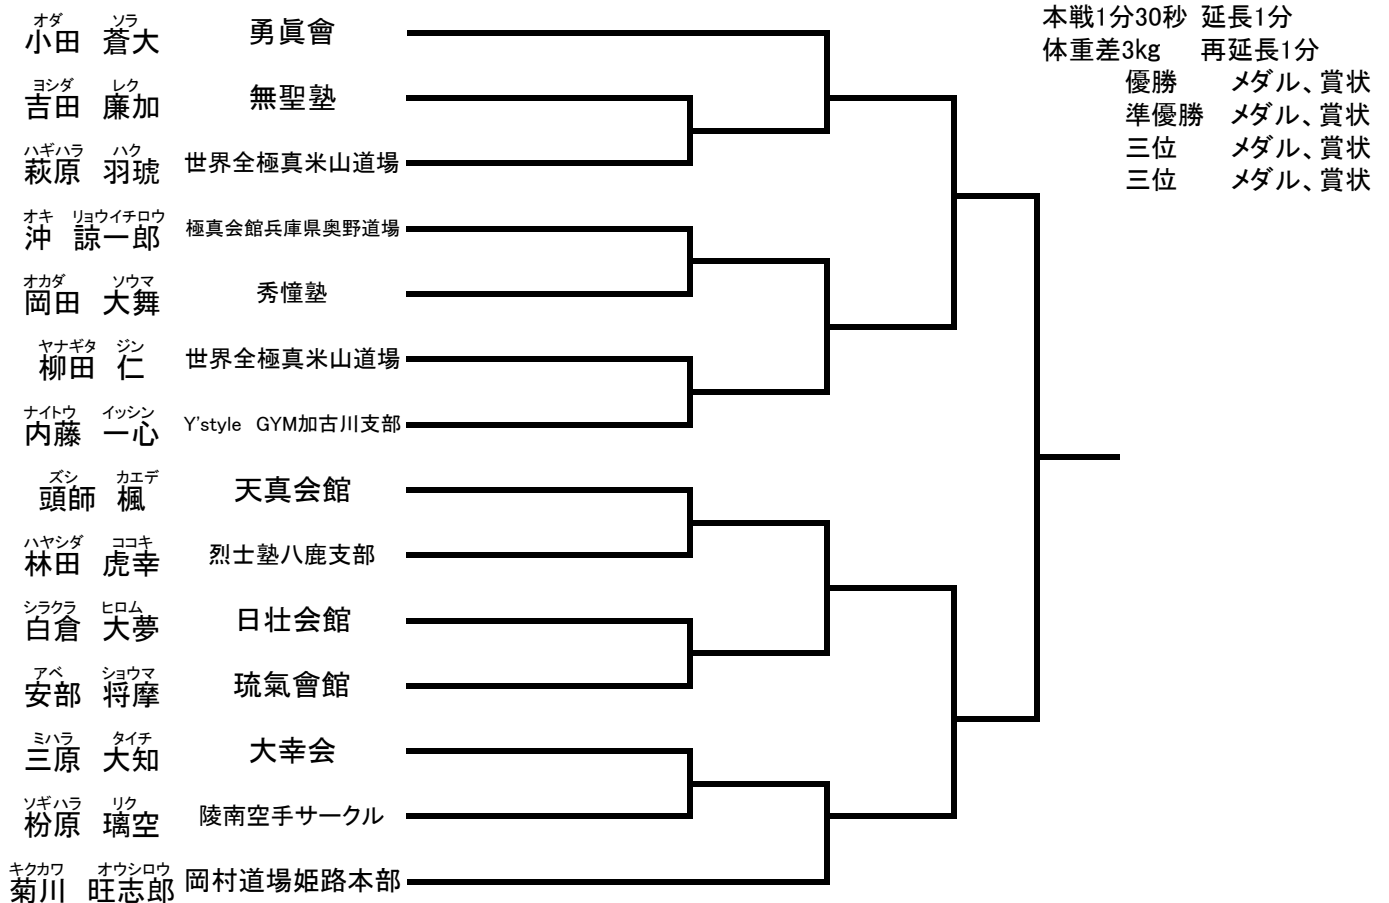 オダ ソラ
小田 蒼大 勇眞會
ヨシダ レク
吉田 廉加 無聖塾
ハギハラ ハク
萩原 羽琥 世界全極真米山道場
オキ リョウイチロウ
沖 諒一郎 極真会館兵庫県奥野道場
オカダ ソウマ
岡田 大舞 秀憧塾
ヤナギタ ジン
柳田 仁 世界全極真米山道場
ナイトウ イッシン
内藤 一心 Y'style GYM加古川支部
ズシ カエデ
頭師 楓 天真会館
ハヤシダ ココキ
林田 虎幸 烈士塾八鹿支部
シラクラ ヒロム
白倉 大夢 日壮会館
アベ ショウマ
安部 将摩 琉氣會館
ミハラ タイチ
三原 大知 大幸会
ソギハラ リク
枌原 璃空 陵南空手サークル
キクカワ オウシロウ
菊川 旺志郎 岡村道場姫路本部
本戦1分30秒 延長1分
体重差3kg 再延長1分
優勝 メダル、賞状
準優勝 メダル、賞状
三位 メダル、賞状
三位 メダル、賞状